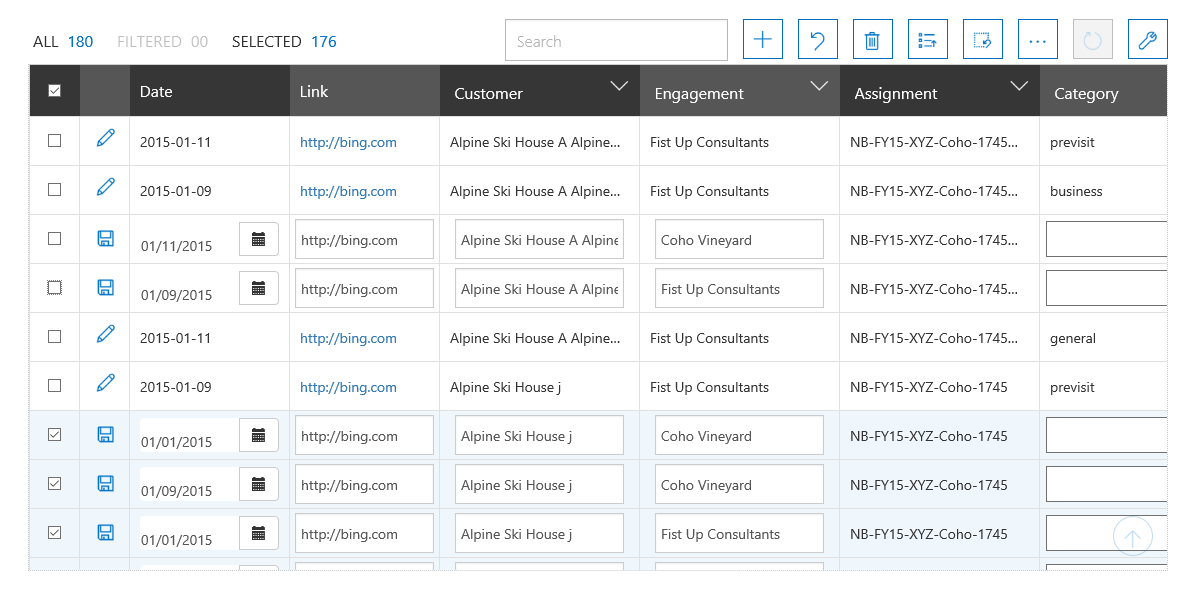 ALL 180 FILTERED 00 SELECTED 176 Search
Date Link Customer Engagement Assignment Category
2015-01-11 http://bing.com Alpine Ski House A Alpine... Fist Up Consultants NB-FY15-XYZ-Coho-1745... previsit
2015-01-09 http://bing.com Alpine Ski House A Alpine... Fist Up Consultants NB-FY15-XYZ-Coho-1745... business
01/11/2015 http://bing.com Alpine Ski House A Alpine Coho Vineyard NB-FY15-XYZ-Coho-1745...
01/09/2015 http://bing.com Alpine Ski House A Alpine Fist Up Consultants NB-FY15-XYZ-Coho-1745...
2015-01-11 http://bing.com Alpine Ski House A Alpine... Fist Up Consultants NB-FY15-XYZ-Coho-1745... general
2015-01-09 http://bing.com Alpine Ski House j Fist Up Consultants NB-FY15-XYZ-Coho-1745 previsit
01/01/2015 http://bing.com Alpine Ski House j Coho Vineyard NB-FY15-XYZ-Coho-1745
01/09/2015 http://bing.com Alpine Ski House j Coho Vineyard NB-FY15-XYZ-Coho-1745
01/01/2015 http://bing.com Alpine Ski House j Fist Up Consultants NB-FY15-XYZ-Coho-1745